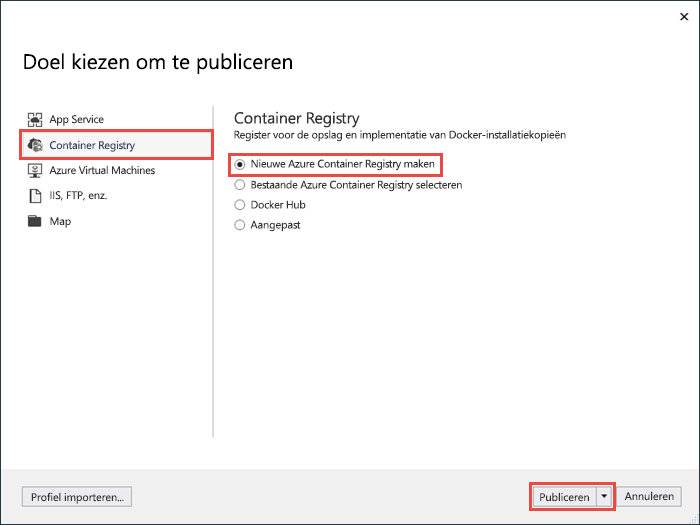 Doel kiezen om te publiceren
App Service
Container Registry
Azure Virtual Machines
IIS, FTP, enz.
Map
Container Registry
Register voor de opslag en implementatie van Docker-installatiekopieën
Nieuwe Azure Container Registry maken
Bestaande Azure Container Registry selecteren
Docker Hub
Aangepast
Profiel importeren...
Publiceren
Annuleren